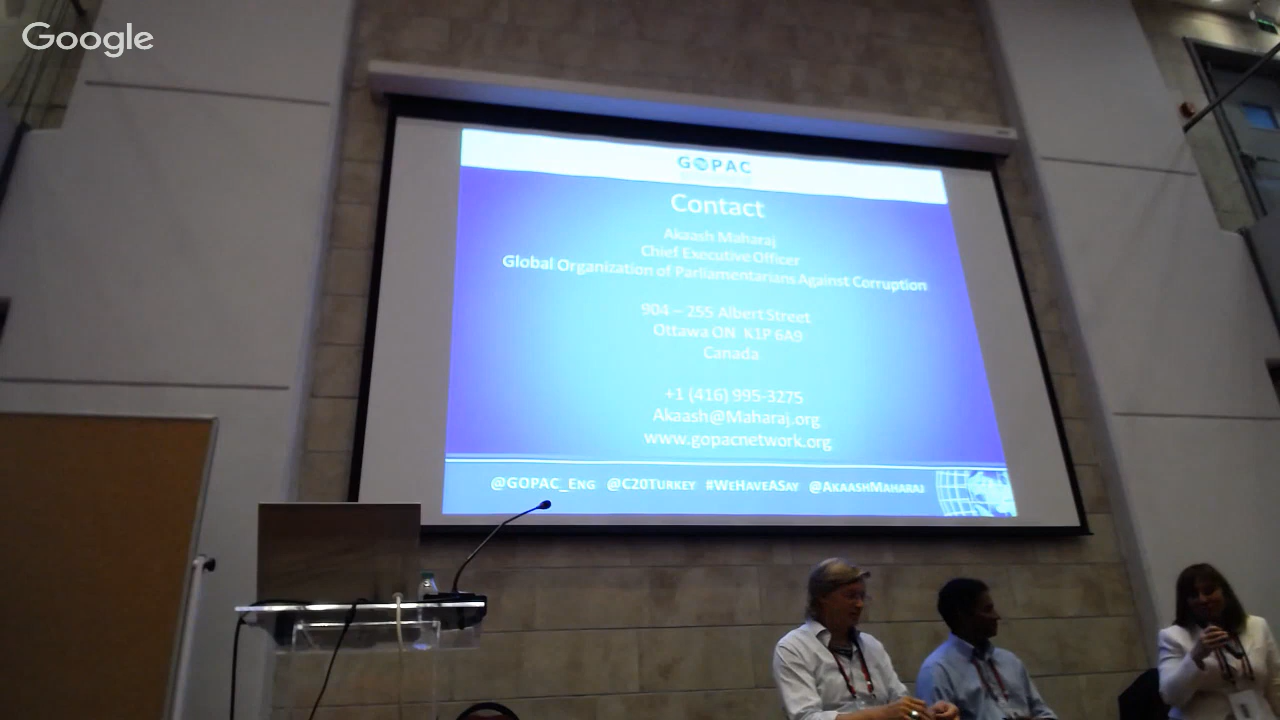 Google
GOPAC
Contact
Akaash Maharaj
Chief Executive Officer
Global Organization of Parliamentarians Against Corruption
904 – 255 Albert Street
Ottawa ON K1P 6A9
Canada
+1 (416) 995-3275
Akaash@Maharaj.org
www.gopacnetwork.org
@GOPAC_Eng @C20Turkey #WeHaveASay @AkaashMaharaj